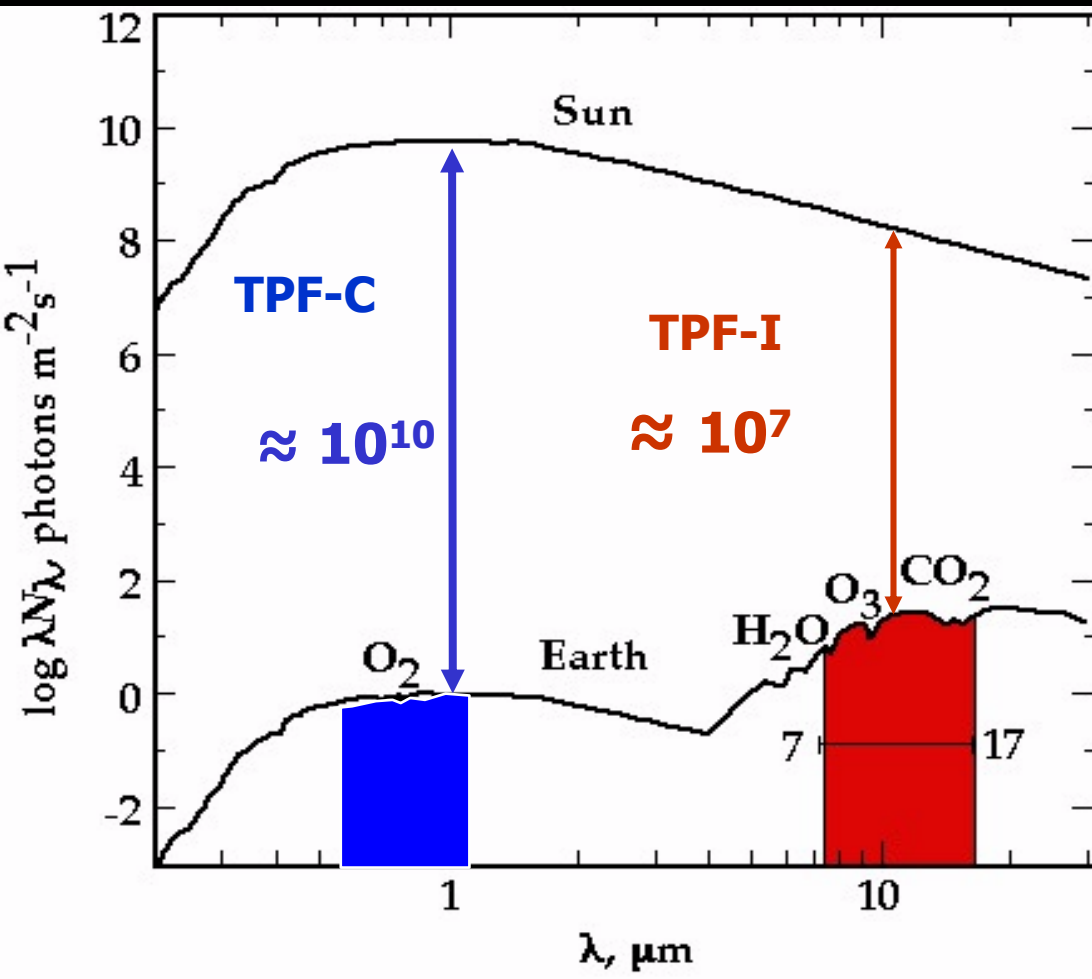 log λNλ photons m⁻²s⁻¹
12
10
8
6
4
2
0
-2
Sun
TPF-C
≈ 10¹⁰
TPF-I
≈ 10⁷
O₂
Earth
H₂O
O₃
CO₂
7
17
1
10
λ, μm